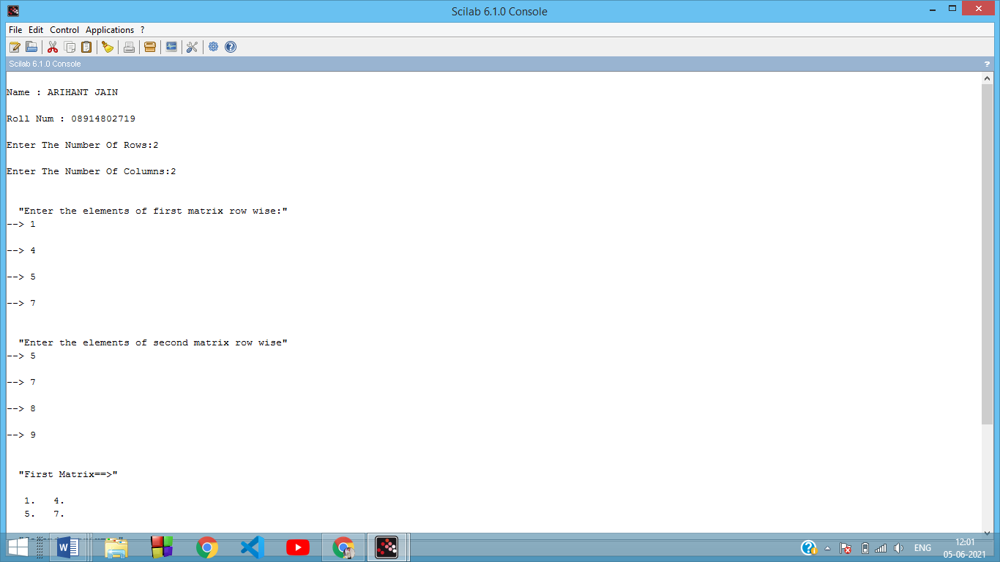 Scilab 6.1.0 Console
File Edit Control Applications ?
Scilab 6.1.0 Console ?
Name : ARIHANT JAIN
Roll Num : 08914802719
Enter The Number Of Rows:2
Enter The Number Of Columns:2
"Enter the elements of first matrix row wise:"
--> 1
--> 4
--> 5
--> 7
"Enter the elements of second matrix row wise"
--> 5
--> 7
--> 8
--> 9
"First Matrix==>"
1. 4.
5. 7.
ENG
12:01
05-06-2021